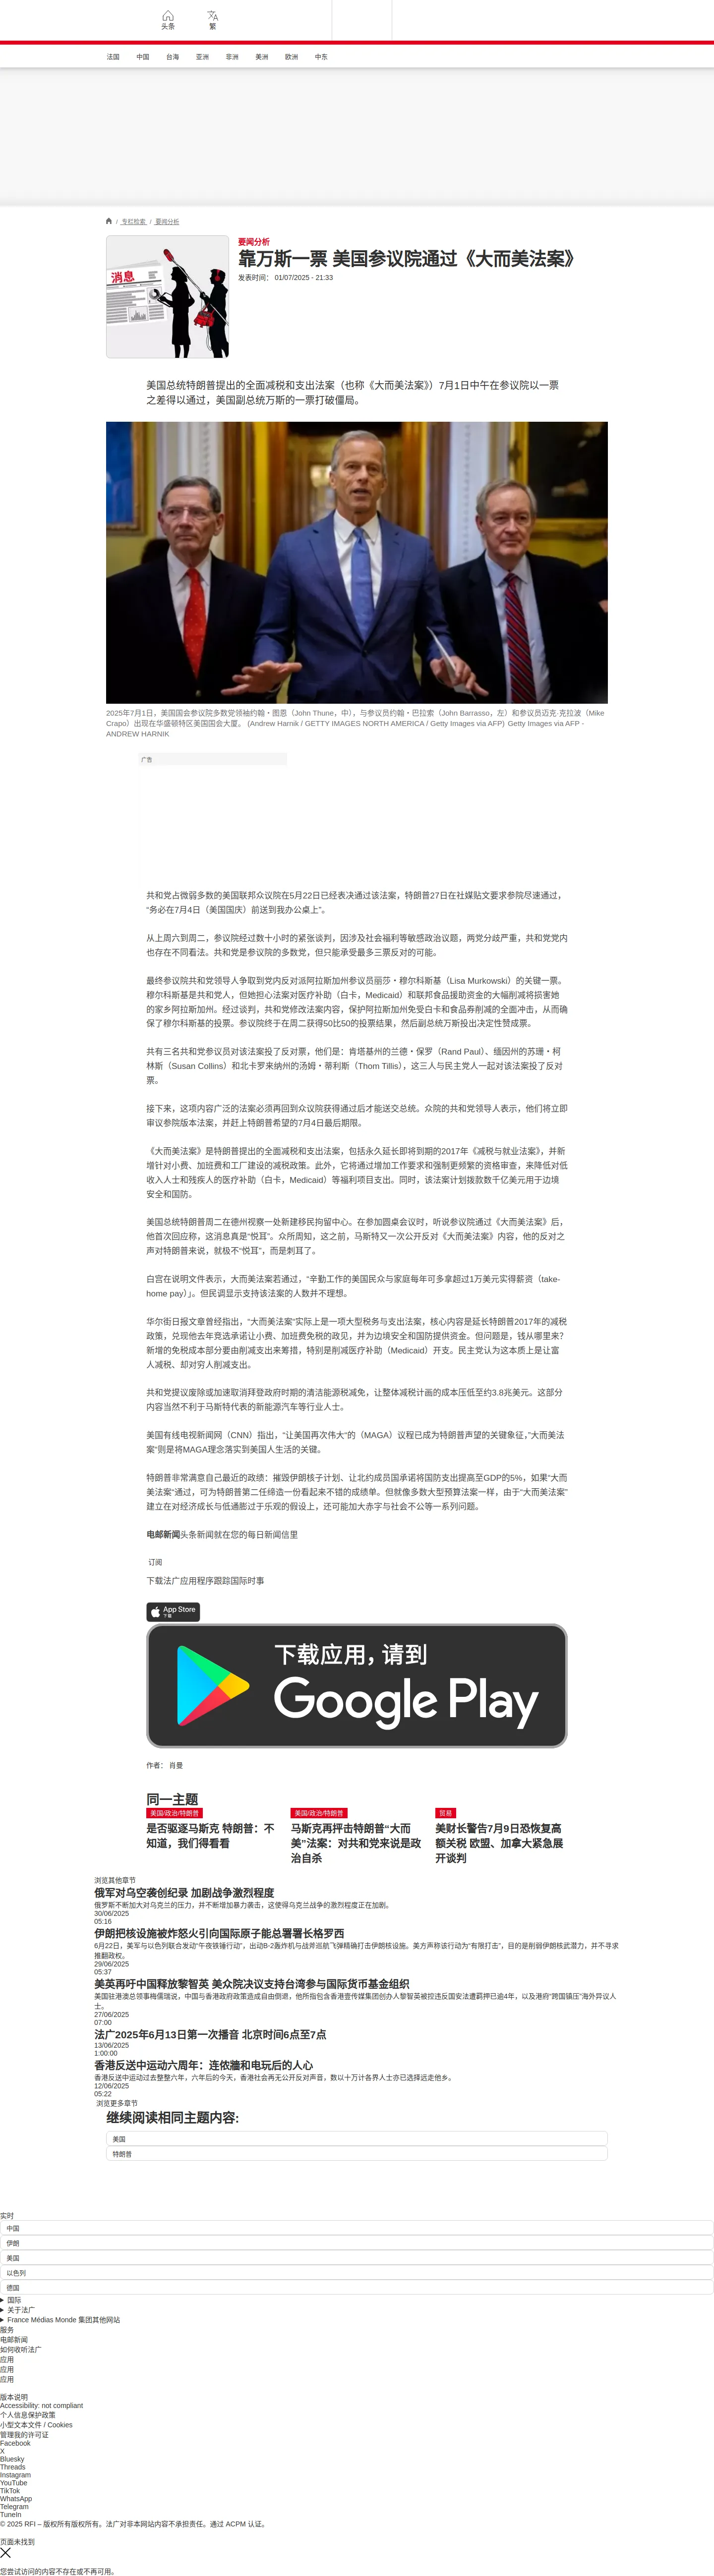 头条
繁
法国
中国
台海
亚洲
非洲
美洲
欧洲
中东
/ 专栏检索 / 要闻分析
消息
要闻分析
靠万斯一票 美国参议院通过《大而美法案》
发表时间： 01/07/2025 - 21:33
美国总统特朗普提出的全面减税和支出法案（也称《大而美法案》）7月1日中午在参议院以一票
之差得以通过，美国副总统万斯的一票打破僵局。
2025年7月1日，美国国会参议院多数党领袖约翰・图恩（John Thune，中），与参议员约翰・巴拉索（John Barrasso，左）和参议员迈克·克拉波（Mike
Crapo）出现在华盛顿特区美国国会大厦。 (Andrew Harnik / GETTY IMAGES NORTH AMERICA / Getty Images via AFP) Getty Images via AFP -
ANDREW HARNIK
广告
共和党占微弱多数的美国联邦众议院在5月22日已经表决通过该法案，特朗普27日在社媒贴文要求参院尽速通过，
“务必在7月4日（美国国庆）前送到我办公桌上”。
从上周六到周二，参议院经过数十小时的紧张谈判，因涉及社会福利等敏感政治议题，两党分歧严重，共和党党内
也存在不同看法。共和党是参议院的多数党，但只能承受最多三票反对的可能。
最终参议院共和党领导人争取到党内反对派阿拉斯加州参议员丽莎・穆尔科斯基（Lisa Murkowski）的关键一票。
穆尔科斯基是共和党人，但她担心法案对医疗补助（白卡，Medicaid）和联邦食品援助资金的大幅削减将损害她
的家乡阿拉斯加州。经过谈判，共和党修改法案内容，保护阿拉斯加州免受白卡和食品券削减的全面冲击，从而确
保了穆尔科斯基的投票。参议院终于在周二获得50比50的投票结果，然后副总统万斯投出决定性赞成票。
共有三名共和党参议员对该法案投了反对票，他们是：肯塔基州的兰德・保罗（Rand Paul）、缅因州的苏珊・柯
林斯（Susan Collins）和北卡罗来纳州的汤姆・蒂利斯（Thom Tillis），这三人与民主党人一起对该法案投了反对
票。
接下来，这项内容广泛的法案必须再回到众议院获得通过后才能送交总统。众院的共和党领导人表示，他们将立即
审议参院版本法案，并赶上特朗普希望的7月4日最后期限。
《大而美法案》是特朗普提出的全面减税和支出法案，包括永久延长即将到期的2017年《减税与就业法案》，并新
增针对小费、加班费和工厂建设的减税政策。此外，它将通过增加工作要求和强制更频繁的资格审查，来降低对低
收入人士和残疾人的医疗补助（白卡，Medicaid）等福利项目支出。同时，该法案计划拨款数千亿美元用于边境
安全和国防。
美国总统特朗普周二在德州视察一处新建移民拘留中心。在参加圆桌会议时，听说参议院通过《大而美法案》后，
他首次回应称，这消息真是“悦耳”。众所周知，这之前，马斯特又一次公开反对《大而美法案》内容，他的反对之
声对特朗普来说，就极不“悦耳”，而是刺耳了。
白宫在说明文件表示，大而美法案若通过，“辛勤工作的美国民众与家庭每年可多拿超过1万美元实得薪资（take-
home pay）」。但民调显示支持该法案的人数并不理想。
华尔街日报文章曾经指出，“大而美法案”实际上是一项大型税务与支出法案，核心内容是延长特朗普2017年的减税
政策，兑现他去年竞选承诺让小费、加班费免税的政见，并为边境安全和国防提供资金。但问题是，钱从哪里来？
新增的免税成本部分要由削减支出来筹措，特别是削减医疗补助（Medicaid）开支。民主党认为这本质上是让富
人减税、却对穷人削减支出。
共和党提议废除或加速取消拜登政府时期的清洁能源税减免，让整体减税计画的成本压低至约3.8兆美元。这部分
内容当然不利于马斯特代表的新能源汽车等行业人士。
美国有线电视新闻网（CNN）指出，“让美国再次伟大”的（MAGA）议程已成为特朗普声望的关键象征，“大而美法
案”则是将MAGA理念落实到美国人生活的关键。
特朗普非常满意自己最近的政绩：摧毁伊朗核子计划、让北约成员国承诺将国防支出提高至GDP的5%，如果“大而
美法案”通过，可为特朗普第二任缔造一份看起来不错的成绩单。但就像多数大型预算法案一样，由于“大而美法案”
建立在对经济成长与低通膨过于乐观的假设上，还可能加大赤字与社会不公等一系列问题。
电邮新闻头条新闻就在您的每日新闻信里
订阅
下载法广应用程序跟踪国际时事
App Store
下载
下载应用，请到
Google Play
作者： 肖曼
同一主题
美国/政治/特朗普
是否驱逐马斯克 特朗普：不
知道，我们得看看
美国/政治/特朗普
马斯克再抨击特朗普“大而
美”法案：对共和党来说是政
治自杀
贸易
美财长警告7月9日恐恢复高
额关税 欧盟、加拿大紧急展
开谈判
浏览其他章节
俄军对乌空袭创纪录 加剧战争激烈程度
俄罗斯不断加大对乌克兰的压力，并不断增加暴力袭击，这使得乌克兰战争的激烈程度正在加剧。
30/06/2025
05:16
伊朗把核设施被炸怒火引向国际原子能总署署长格罗西
6月22日，美军与以色列联合发动“午夜铁锤行动”，出动B-2轰炸机与战斧巡航飞弹精确打击伊朗核设施。美方声称该行动为“有限打击”，目的是削弱伊朗核武潜力，并不寻求
推翻政权。
29/06/2025
05:37
美英再吁中国释放黎智英 美众院决议支持台湾参与国际货币基金组织
美国驻港澳总领事梅儒瑞说，中国与香港政府政策造成自由倒退，他所指包含香港壹传媒集团创办人黎智英被控违反国安法遭羁押已逾4年，以及港府“跨国镇压”海外异议人
士。
27/06/2025
07:00
法广2025年6月13日第一次播音 北京时间6点至7点
13/06/2025
1:00:00
香港反送中运动六周年：连侬牆和电玩后的人心
香港反送中运动过去整整六年，六年后的今天，香港社会再无公开反对声音，数以十万计各界人士亦已选择远走他乡。
12/06/2025
05:22
浏览更多章节
继续阅读相同主题内容:
美国
特朗普
实时
中国
伊朗
美国
以色列
德国
国际
关于法广
France Médias Monde 集团其他网站
服务
电邮新闻
如何收听法广
应用
应用
应用
版本说明
Accessibility: not compliant
个人信息保护政策
小型文本文件 / Cookies
管理我的许可证
Facebook
X
Bluesky
Threads
Instagram
YouTube
TikTok
WhatsApp
Telegram
TuneIn
© 2025 RFI – 版权所有版权所有。法广对非本网站内容不承担责任。通过 ACPM 认证。
页面未找到
您尝试访问的内容不存在或不再可用。